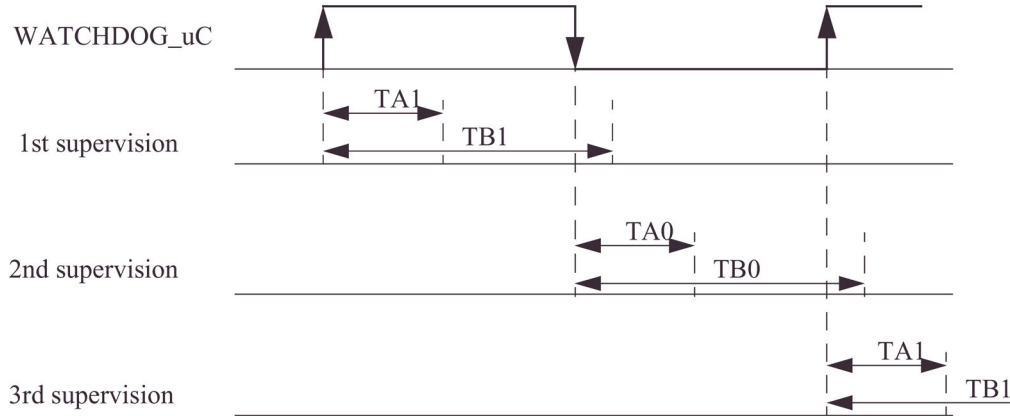 WATCHDOG_uC
TA1
1st supervision
TB1
TA0
2nd supervision
TB0
TA1
3rd supervision
TB1